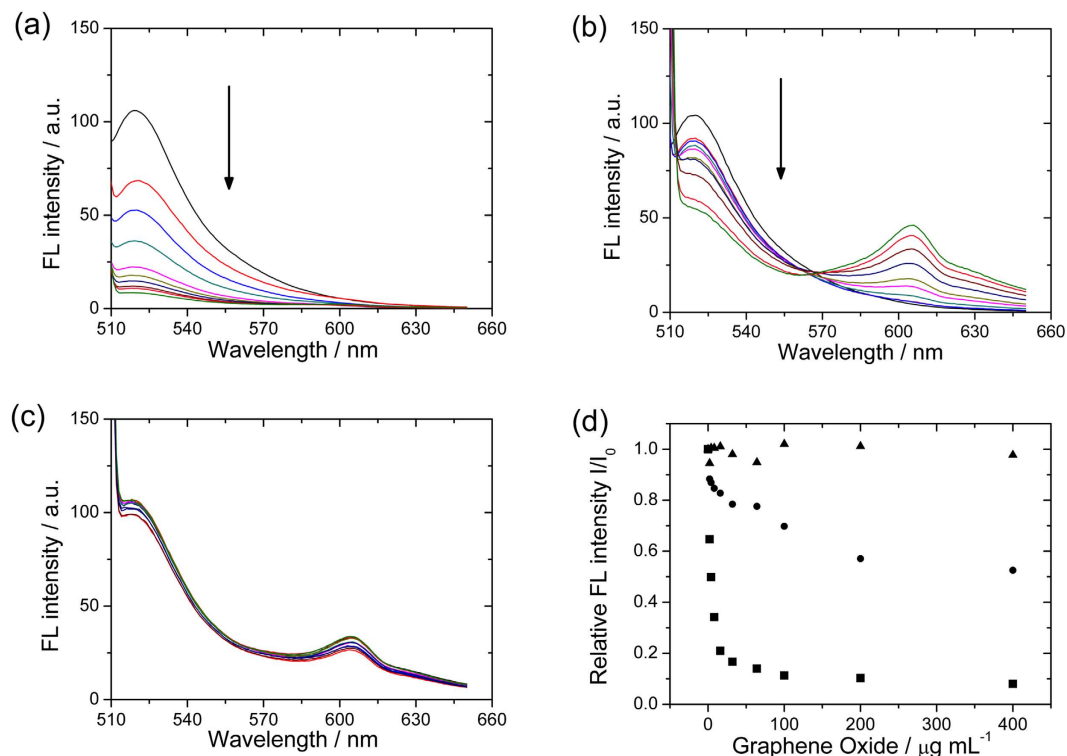 (a)
150
100
50
0
FL intensity / a.u.
510 540 570 600 630 660
Wavelength / nm
(b)
150
100
50
0
FL intensity / a.u.
510 540 570 600 630 660
Wavelength / nm
(c)
150
100
50
0
FL intensity / a.u.
510 540 570 600 630 660
Wavelength / nm
(d)
1.0
0.8
0.6
0.4
0.2
0.0
Relative FL intensity I/I₀
0 100 200 300 400
Graphene Oxide / μg mL⁻¹